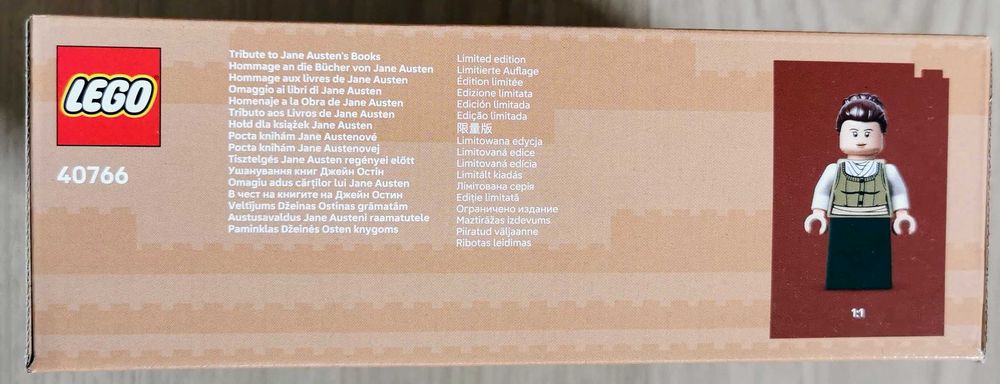 LEGO
40766
Tribute to Jane Austen's Books
Hommage an die Bücher von Jane Austen
Hommage aux livres de Jane Austen
Omaggio ai libri di Jane Austen
Homenaje a la Obra de Jane Austen
Tributo aos Livros de Jane Austen
Hołd dla książek Jane Austen
Pocta knihám Jane Austenové
Pocta knihám Jane Austenovej
Tisztelgés Jane Austen regényei előtt
Ушанування книг Джейн Остін
Omagiu adus cărților lui Jane Austen
В чест на книгите на Джейн Остин
Veltījums Džeinas Ostinas grāmatām
Austusavaldus Jane Austeni raamatutele
Paminklas Džeinės Osten knygoms
Limited edition
Limitierte Auflage
Édition limitée
Edizione limitata
Edición limitada
Edição limitada
限量版
Limitowana edycja
Limitovaná edice
Limitovaná edícia
Limitált kiadás
Лімітована серія
Ediție limitată
Ограничено издание
Maztirāžas izdevums
Piiratud väljaanne
Ribotas leidimas
1:1